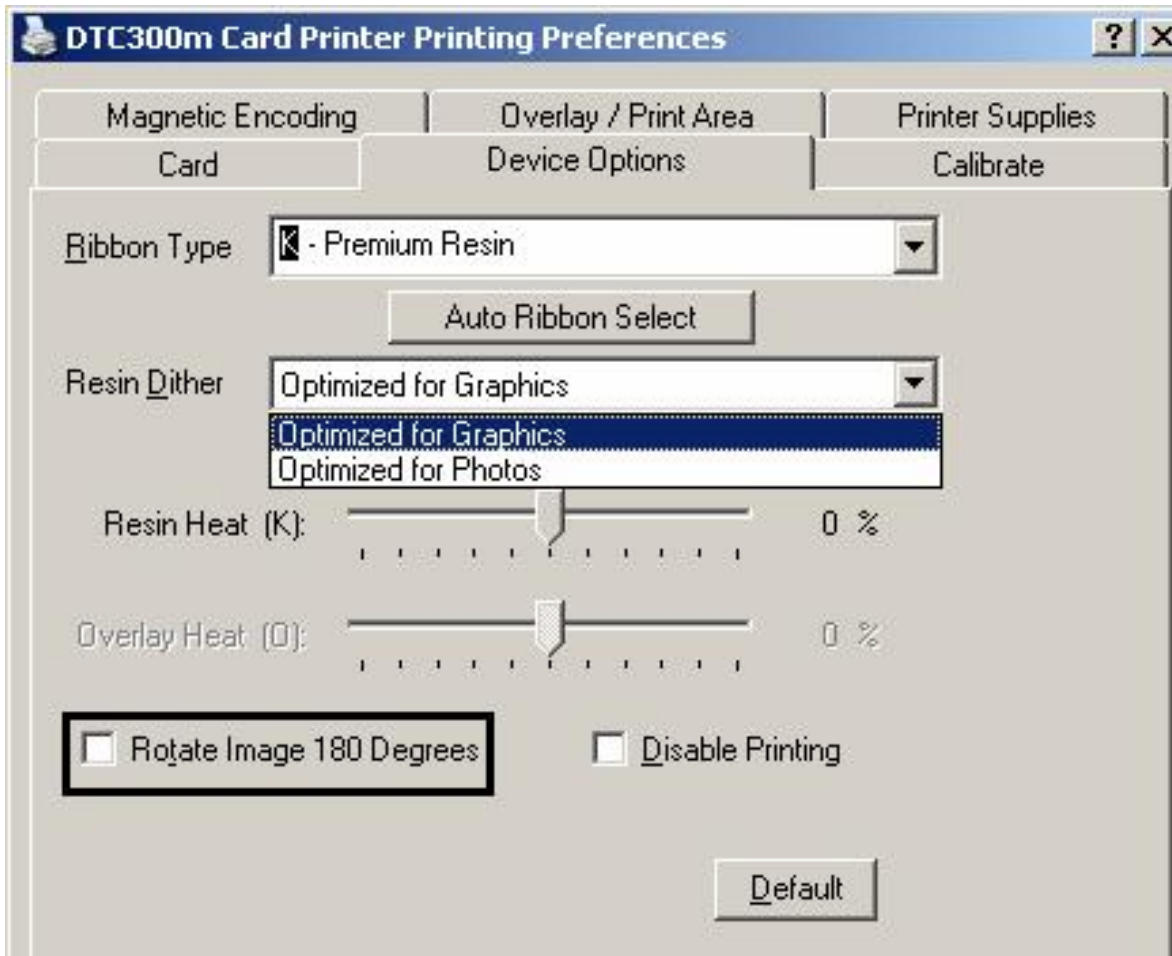 DTC300m Card Printer Printing Preferences ? X
Magnetic Encoding Overlay / Print Area Printer Supplies
Card Device Options Calibrate
Ribbon Type K - Premium Resin
Auto Ribbon Select
Resin Dither Optimized for Graphics
Optimized for Graphics
Optimized for Photos
Resin Heat (K): 0 %
Overlay Heat (O): 0 %
Rotate Image 180 Degrees Disable Printing
Default